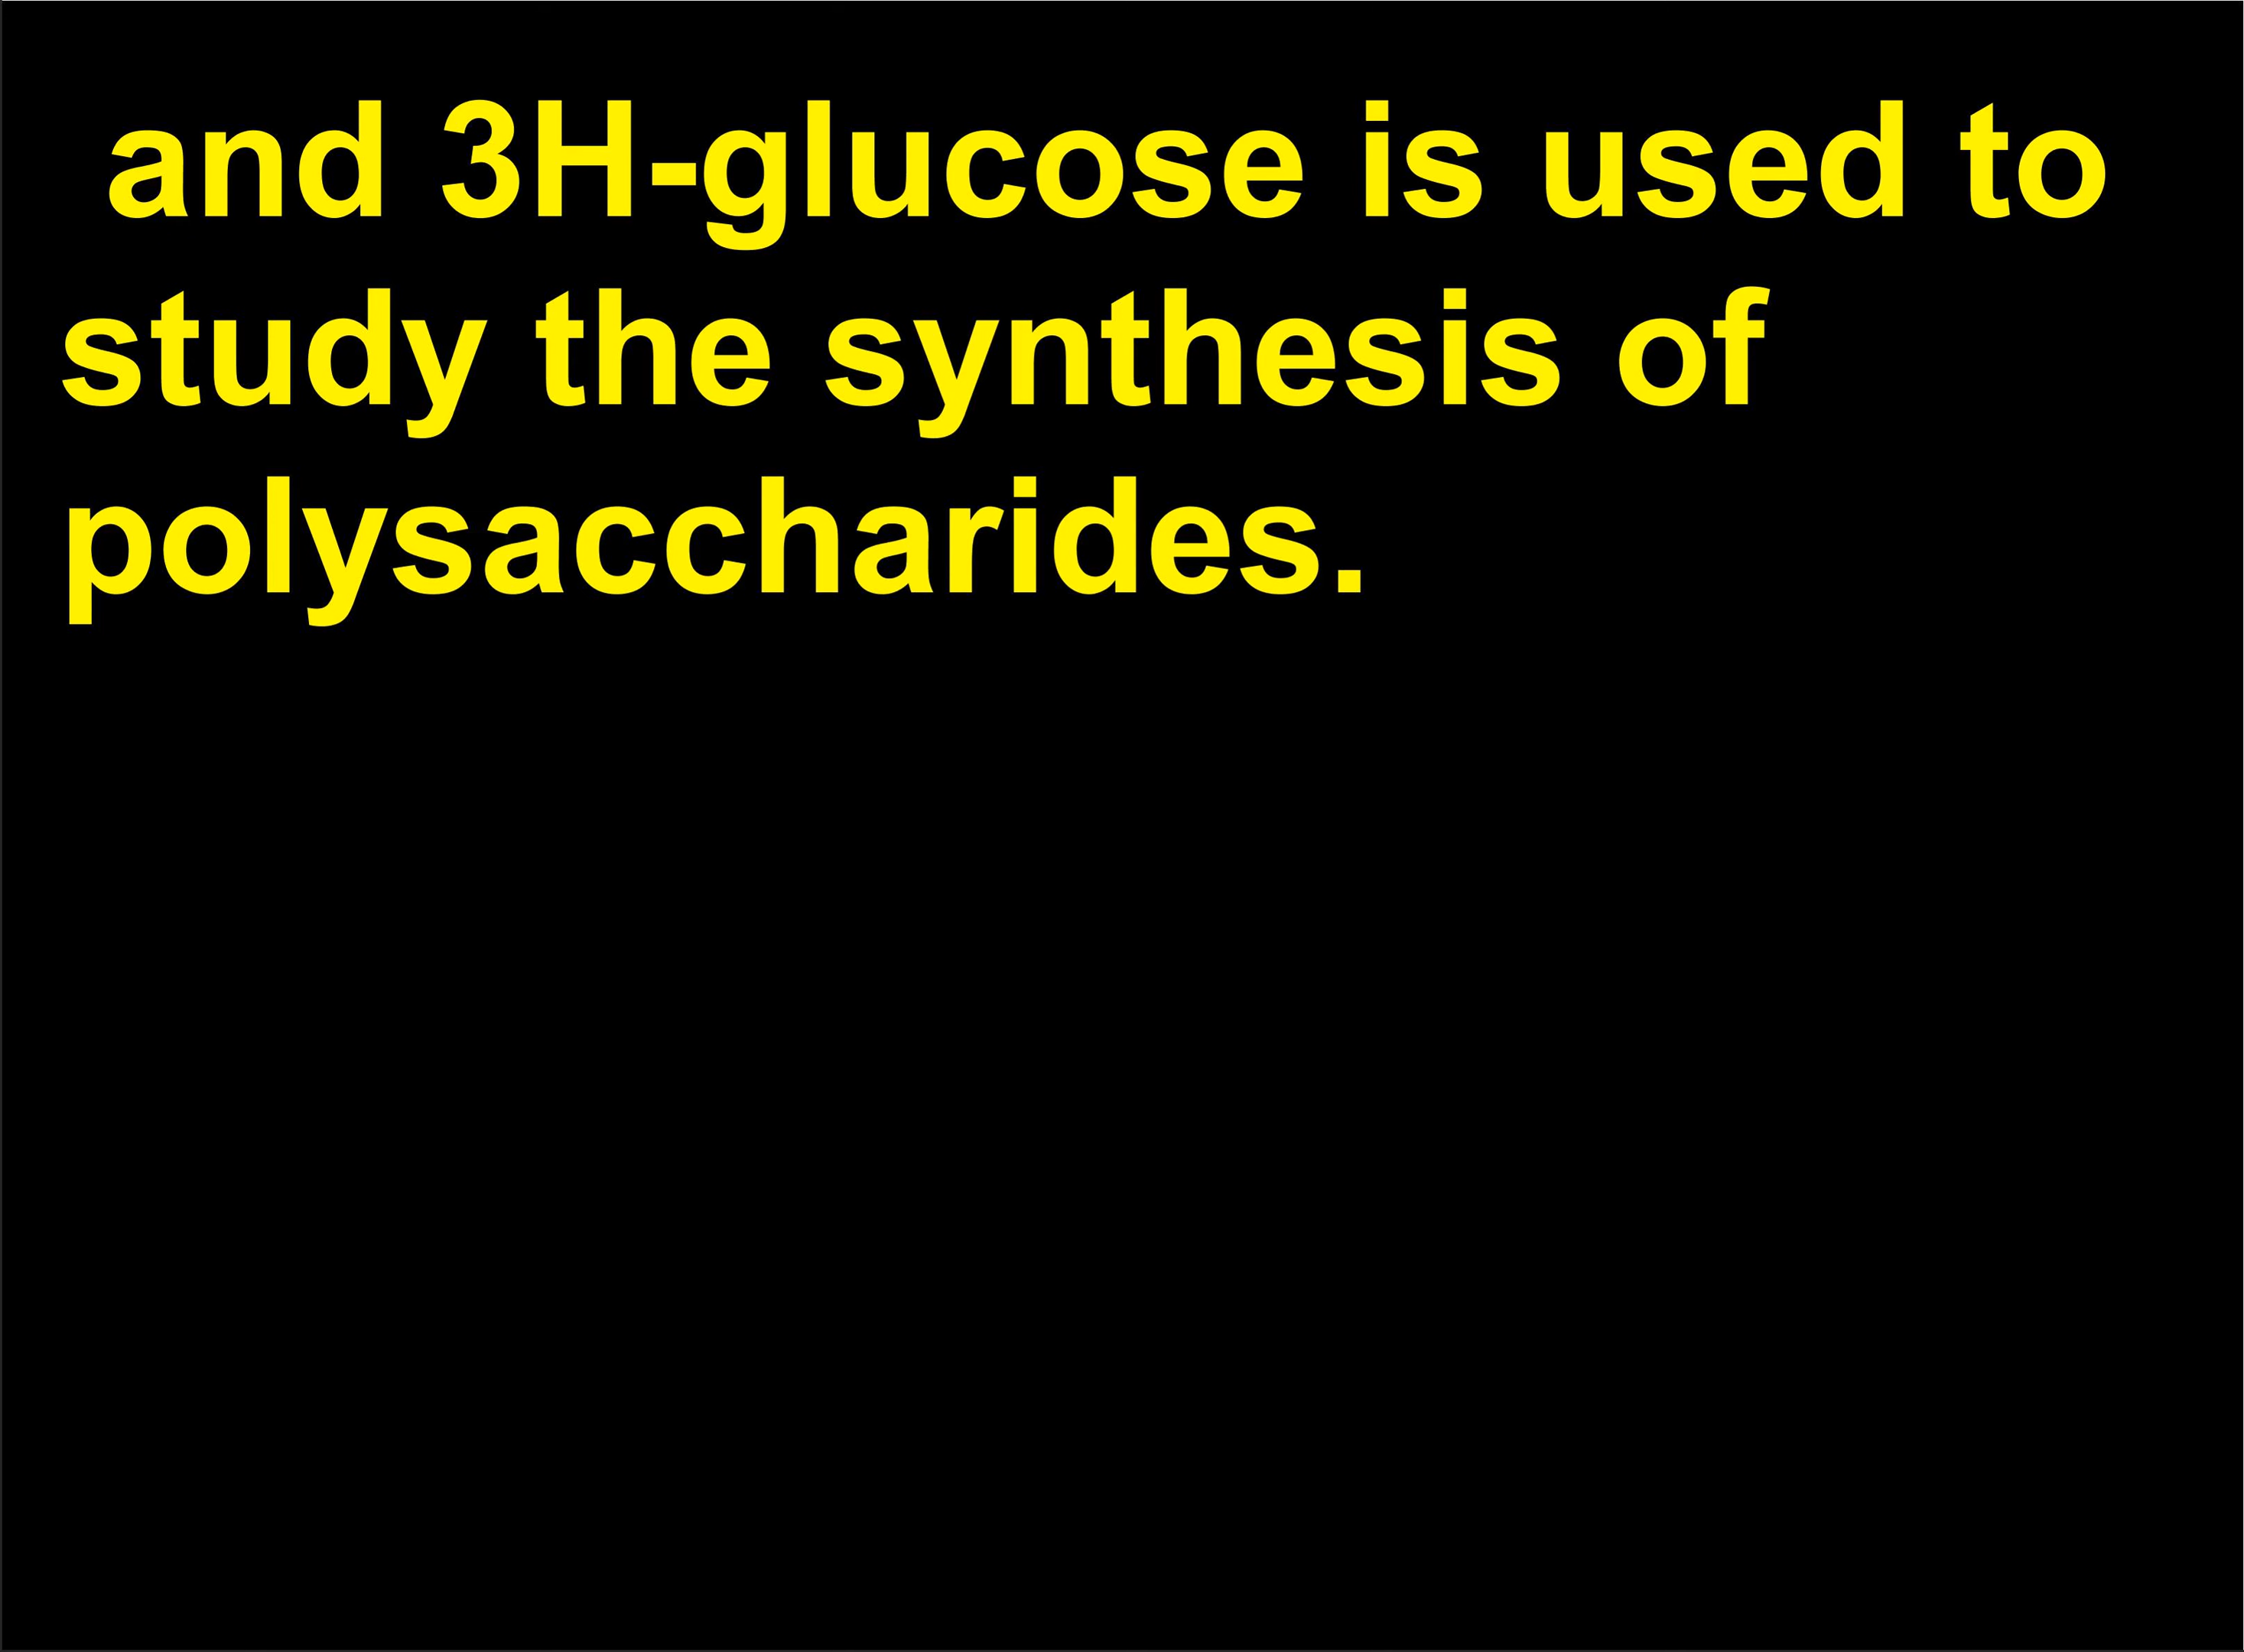 and 3H-glucose is used to
study the synthesis of
polysaccharides.